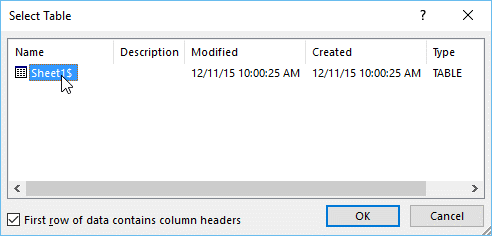 Select Table
?
Name Description Modified Created Type
Sheet1$ 12/11/15 10:00:25 AM 12/11/15 10:00:25 AM TABLE
First row of data contains column headers
OK Cancel